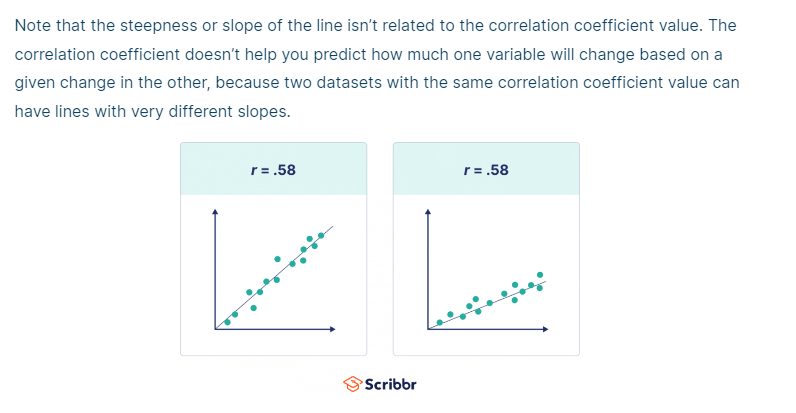 Note that the steepness or slope of the line isn’t related to the correlation coefficient value. The
correlation coefficient doesn’t help you predict how much one variable will change based on a
given change in the other, because two datasets with the same correlation coefficient value can
have lines with very different slopes.
r = .58
r = .58
Scribbr